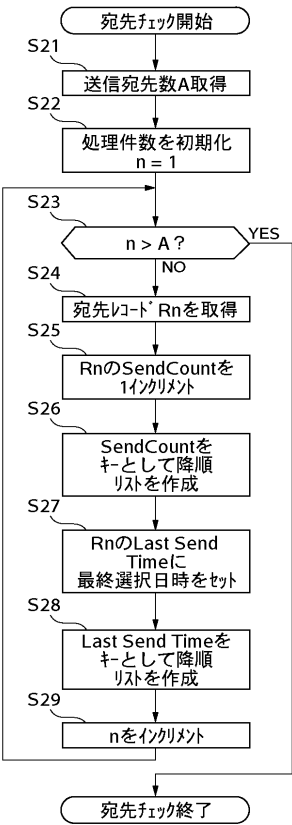 宛先ﾁｪｯｸ開始
S21
送信宛先数A取得
S22
処理件数を初期化
n = 1
S23
n > A？
YES
NO
S24
宛先ﾚｺｰﾄﾞRnを取得
S25
RnのSendCountを
1ｲﾝｸﾘﾒﾝﾄ
S26
SendCountを
ｷｰとして降順
リストを作成
S27
RnのLast Send
Timeに
最終選択日時をｾｯﾄ
S28
Last Send Timeを
ｷｰとして降順
リストを作成
S29
nをｲﾝｸﾘﾒﾝﾄ
宛先ﾁｪｯｸ終了